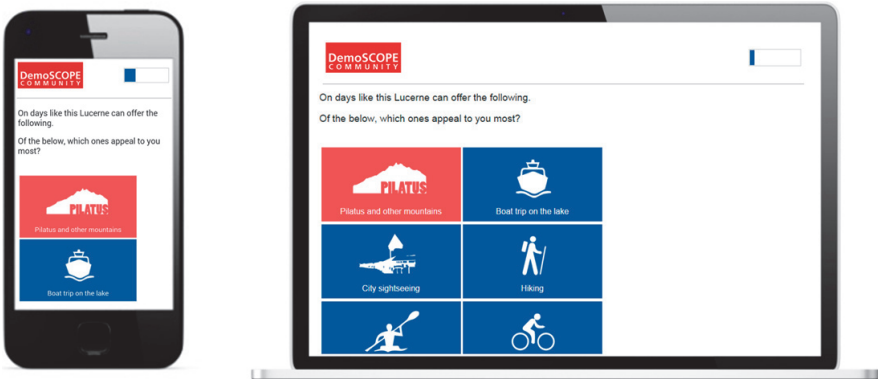 DemoSCOPE
COMMUNITY
On days like this Lucerne can offer the
following.
Of the below, which ones appeal to you
most?
PILATUS
Pilatus and other mountains
Boat trip on the lake
DemoSCOPE
COMMUNITY
On days like this Lucerne can offer the following.
Of the below, which ones appeal to you most?
PILATUS
Pilatus and other mountains
Boat trip on the lake
City sightseeing
Hiking